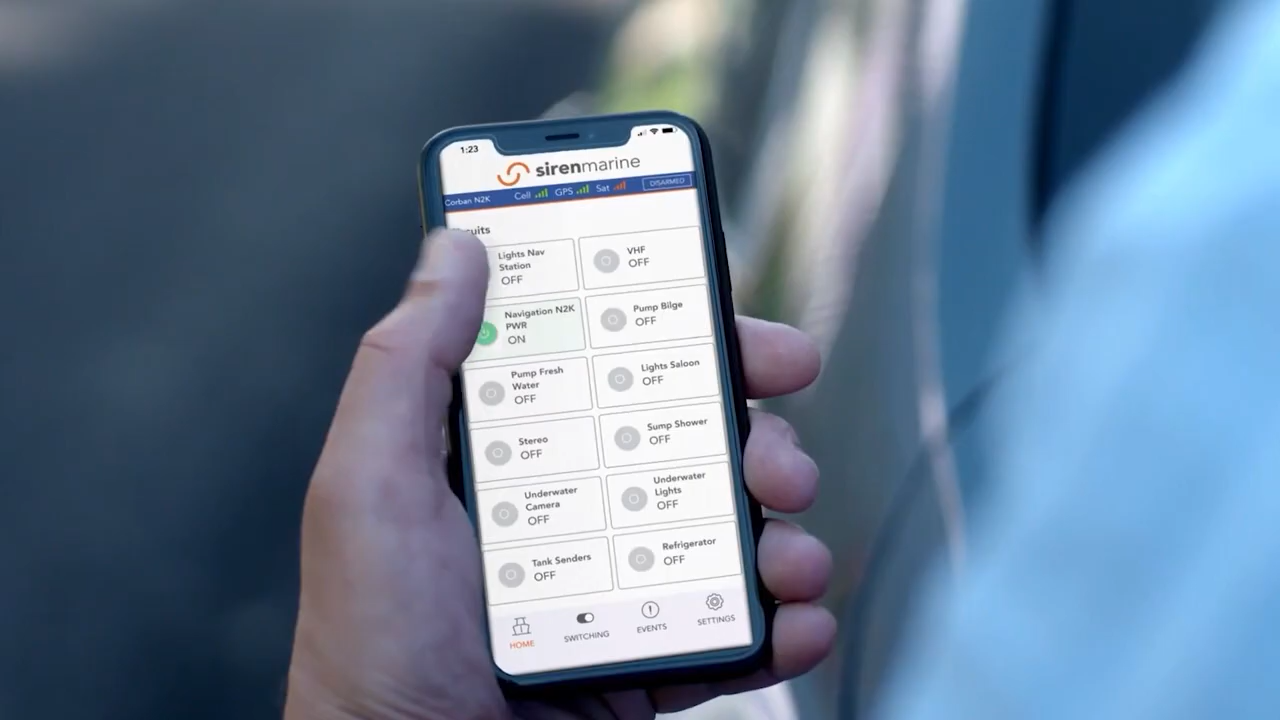 1:23
sirenmarine
Corban N2K Cell GPS Sat DISARMED
Lights Nav
Station
OFF
VHF
OFF
Navigation N2K
PWR
ON
Pump Bilge
OFF
Pump Fresh
Water
OFF
Lights Saloon
OFF
Stereo
OFF
Sump Shower
OFF
Underwater
Camera
OFF
Underwater
Lights
OFF
Tank Senders
OFF
Refrigerator
OFF
HOME SWITCHING EVENTS SETTINGS